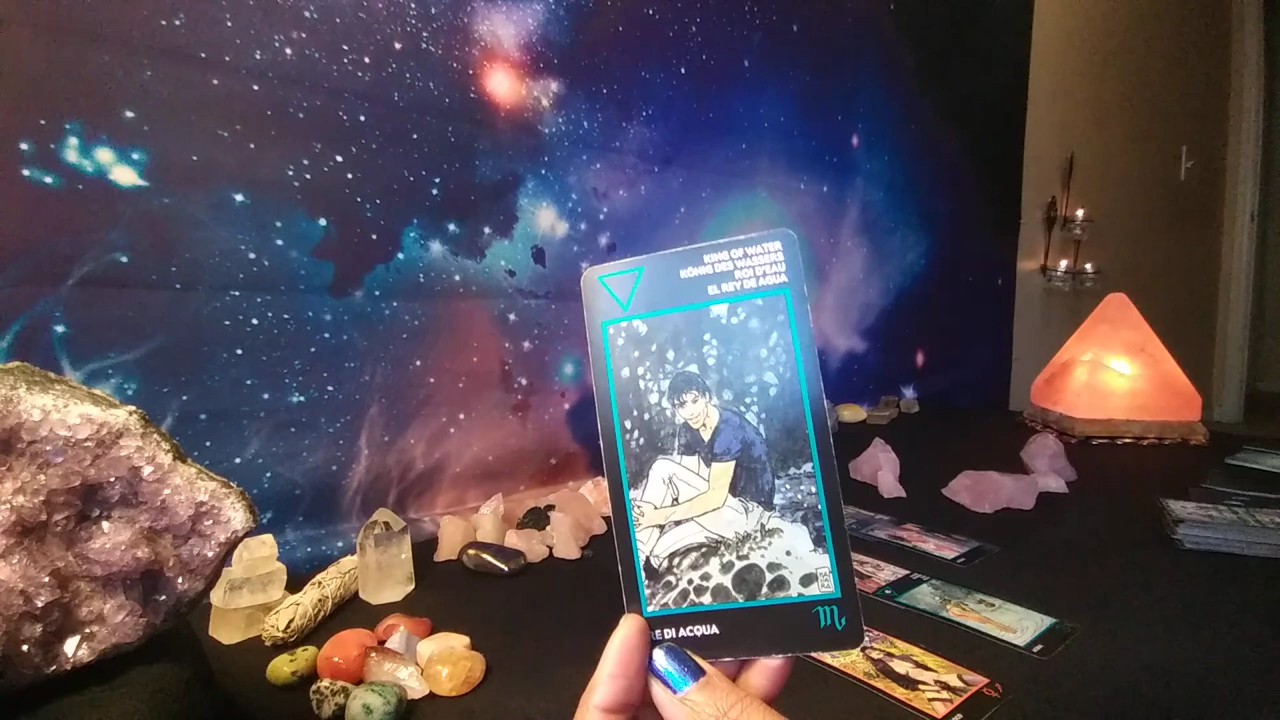 KING OF WATER
KÖNIG DES WASSERS
ROI D'EAU
EL REY DE AGUA
RE DI ACQUA